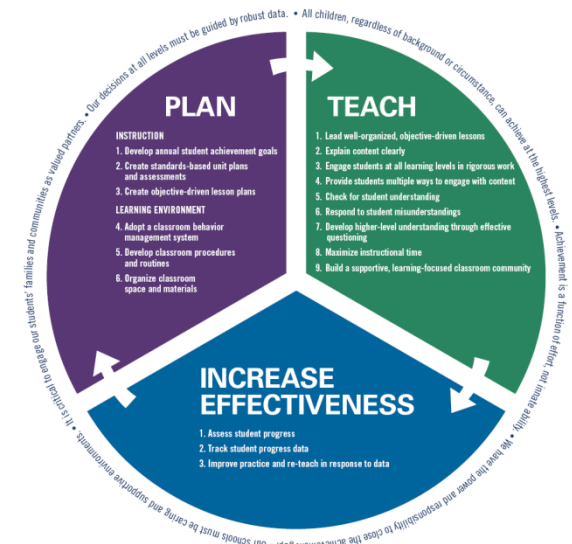 Our decisions at all levels must be guided by robust data. • All children, regardless of background or circumstance, can achieve at the highest levels. • Achievement is a function of effort, not innate ability. • We have the power and responsibility to close the achievement
our schools must be caring and supportive environments. • It is critical to engage our students' families and communities as valued partners. •
PLAN
INSTRUCTION
1. Develop annual student achievement goals
2. Create standards-based unit plans
and assessments
3. Create objective-driven lesson plans
LEARNING ENVIRONMENT
4. Adopt a classroom behavior
management system
5. Develop classroom procedures
and routines
6. Organize classroom
space and materials
TEACH
1. Lead well-organized, objective-driven lessons
2. Explain content clearly
3. Engage students at all learning levels in rigorous work
4. Provide students multiple ways to engage with content
5. Check for student understanding
6. Respond to student misunderstandings
7. Develop higher-level understanding through effective
questioning
8. Maximize instructional time
9. Build a supportive, learning-focused classroom community
INCREASE
EFFECTIVENESS
1. Assess student progress
2. Track student progress data
3. Improve practice and re-teach in response to data